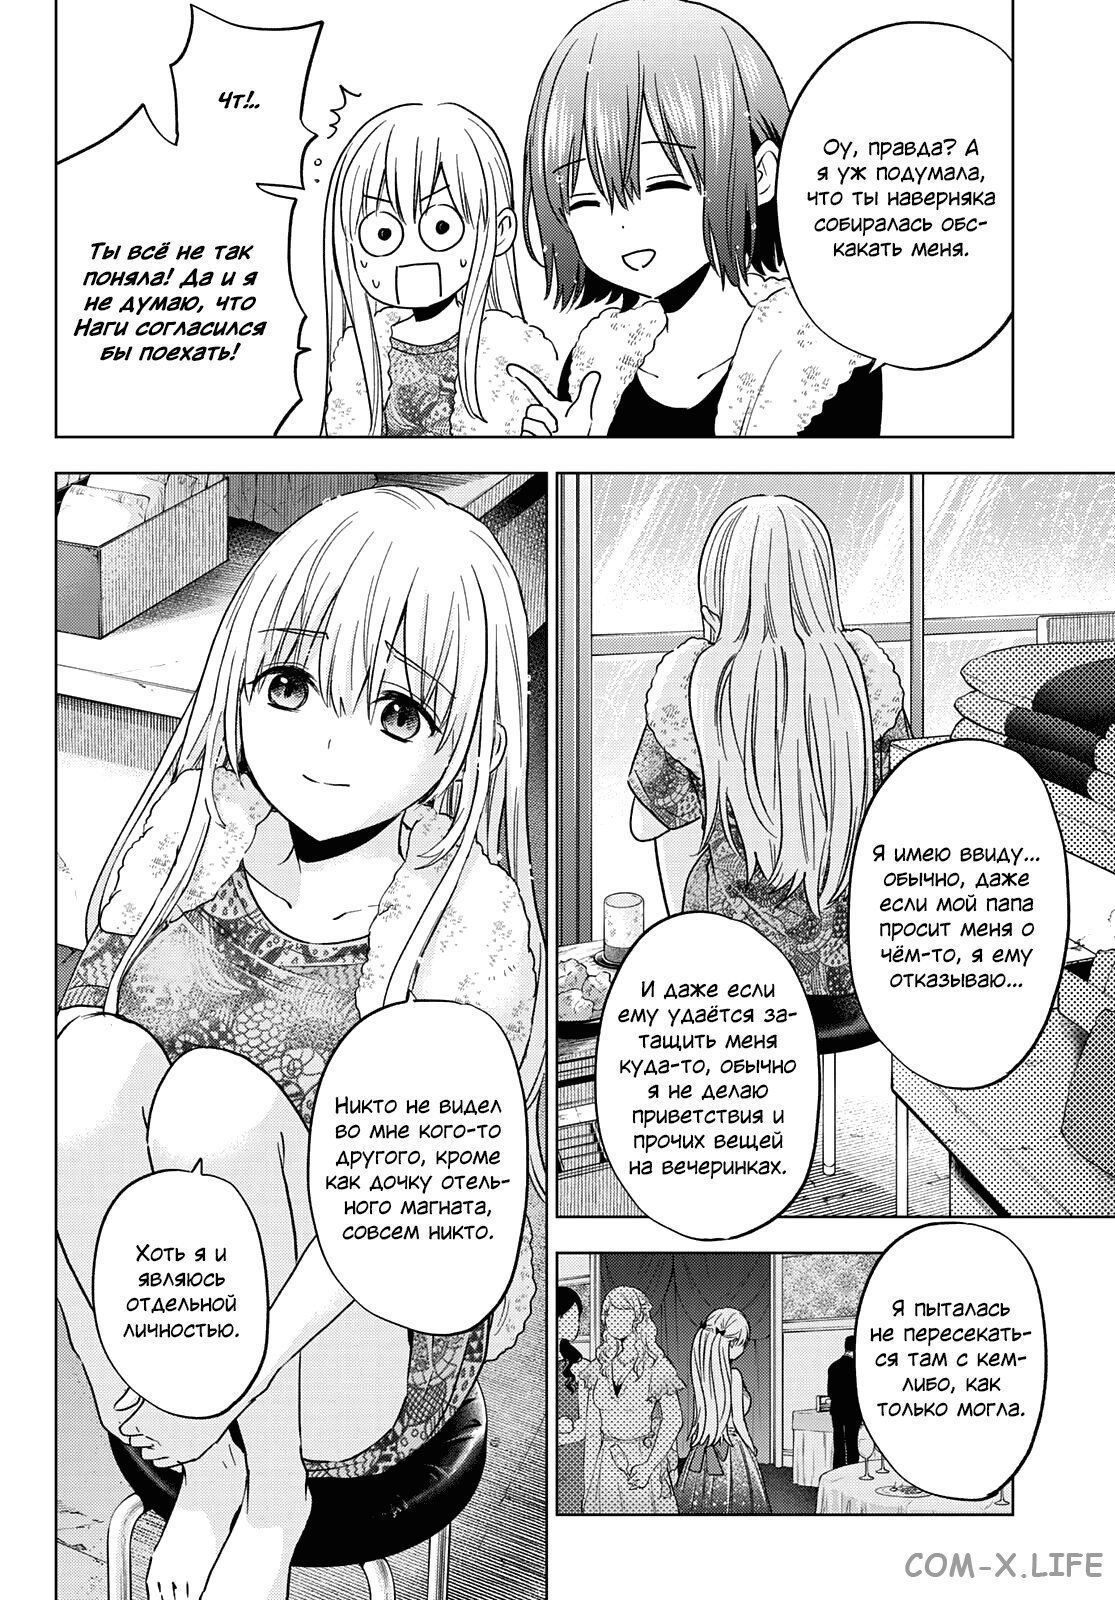 Оу, правда? А
я уж подумала,
что ты наверняка
собиралась обс-
какать меня.
Чт!..
Ты всё не так
поняла! Да и я
не думаю, что
Наги согласился
бы поехать!
Я имею ввиду...
обычно, даже
если мой папа
просит меня о
чём-то, я ему
отказываю...
И даже если
ему удаётся за-
тащить меня
куда-то, обычно
я не делаю
приветствия и
прочих вещей
на вечеринках.
Я пыталась
не пересекать-
ся там с кем-
либо, как
только могла.
Никто не видел
во мне кого-то
другого, кроме
как дочку отель-
ного магната,
совсем никто.
Хоть я и
являюсь
отдельной
личностью.
COM-X.LIFE